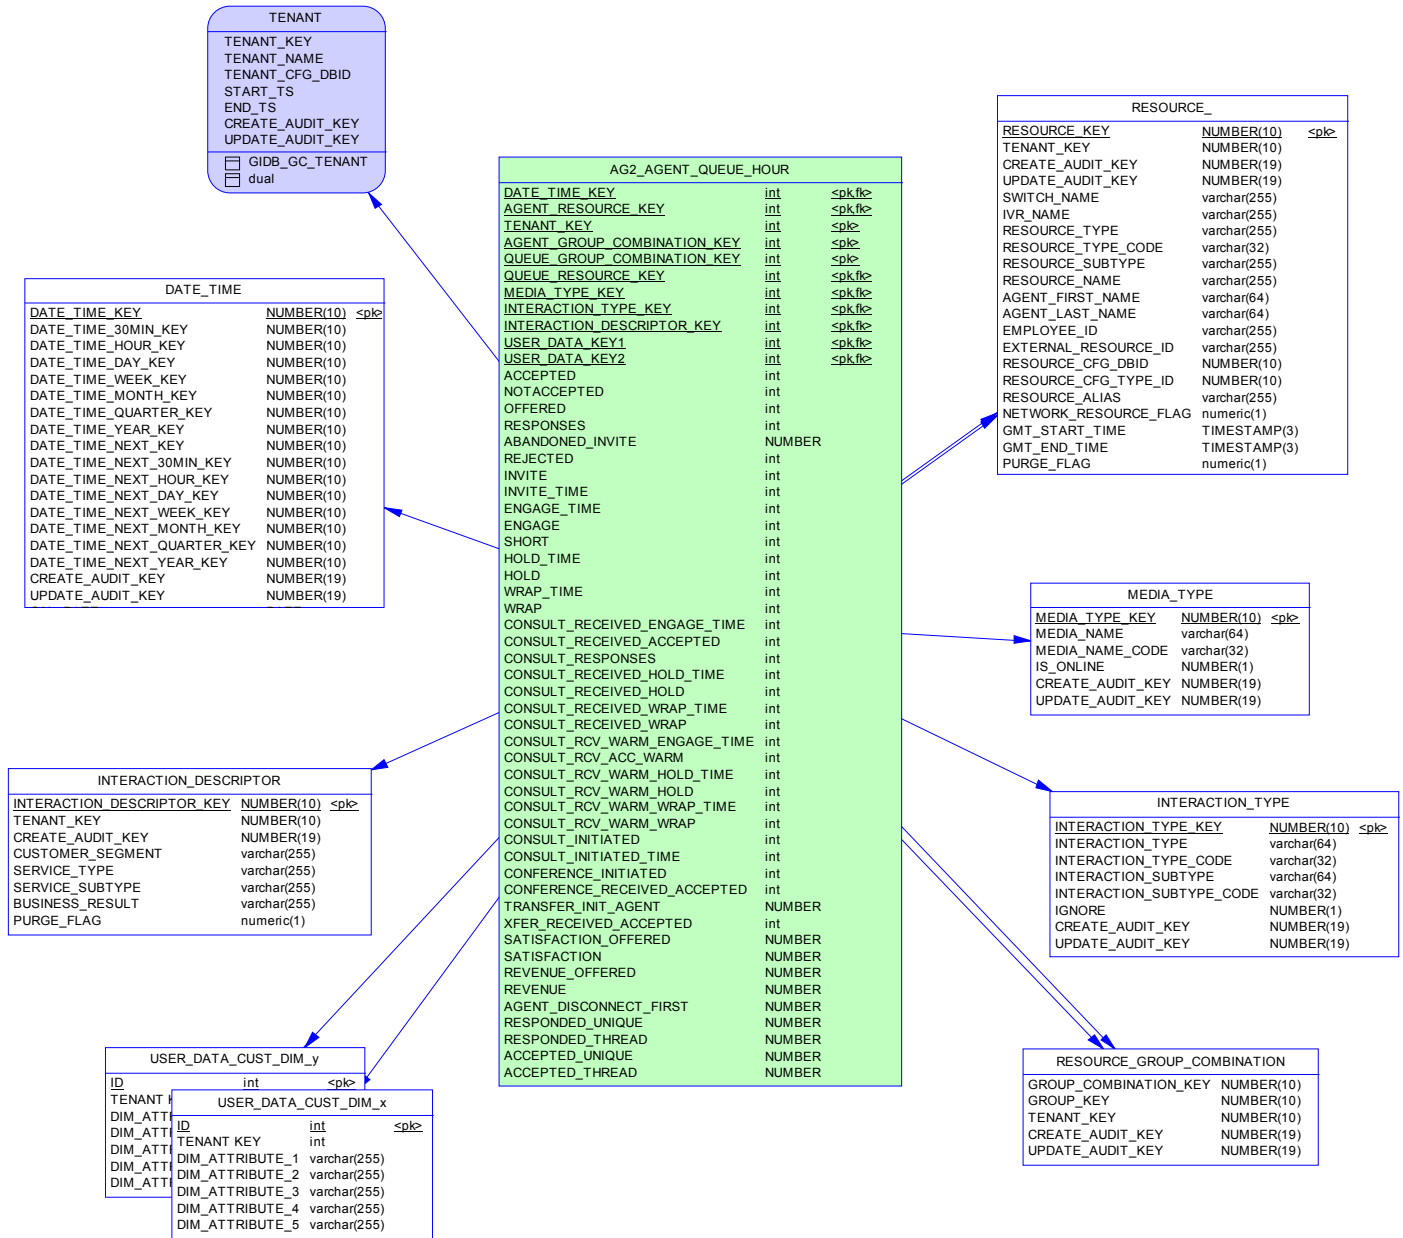 TENANT
TENANT_KEY
TENANT_NAME
TENANT_CFG_DBID
START_TS
END_TS
CREATE_AUDIT_KEY
UPDATE_AUDIT_KEY
GIDB_GC_TENANT
dual
DATE_TIME
DATE_TIME_KEY NUMBER(10) <pk>
DATE_TIME_30MIN_KEY NUMBER(10)
DATE_TIME_HOUR_KEY NUMBER(10)
DATE_TIME_DAY_KEY NUMBER(10)
DATE_TIME_WEEK_KEY NUMBER(10)
DATE_TIME_MONTH_KEY NUMBER(10)
DATE_TIME_QUARTER_KEY NUMBER(10)
DATE_TIME_YEAR_KEY NUMBER(10)
DATE_TIME_NEXT_KEY NUMBER(10)
DATE_TIME_NEXT_30MIN_KEY NUMBER(10)
DATE_TIME_NEXT_HOUR_KEY NUMBER(10)
DATE_TIME_NEXT_DAY_KEY NUMBER(10)
DATE_TIME_NEXT_WEEK_KEY NUMBER(10)
DATE_TIME_NEXT_MONTH_KEY NUMBER(10)
DATE_TIME_NEXT_QUARTER_KEY NUMBER(10)
DATE_TIME_NEXT_YEAR_KEY NUMBER(10)
CREATE_AUDIT_KEY NUMBER(19)
UPDATE_AUDIT_KEY NUMBER(19)
INTERACTION_DESCRIPTOR
INTERACTION_DESCRIPTOR_KEY NUMBER(10) <pk>
TENANT_KEY NUMBER(10)
CREATE_AUDIT_KEY NUMBER(19)
CUSTOMER_SEGMENT varchar(255)
SERVICE_TYPE varchar(255)
SERVICE_SUBTYPE varchar(255)
BUSINESS_RESULT varchar(255)
PURGE_FLAG numeric(1)
USER_DATA_CUST_DIM_y
ID int <pk>
TENANT
DIM_ATT
DIM_ATT
DIM_ATT
DIM_ATT
DIM_ATT
USER_DATA_CUST_DIM_x
ID int <pk>
TENANT KEY int
DIM_ATTRIBUTE_1 varchar(255)
DIM_ATTRIBUTE_2 varchar(255)
DIM_ATTRIBUTE_3 varchar(255)
DIM_ATTRIBUTE_4 varchar(255)
DIM_ATTRIBUTE_5 varchar(255)
AG2_AGENT_QUEUE_HOUR
DATE_TIME_KEY int <pk,fk>
AGENT_RESOURCE_KEY int <pk,fk>
TENANT_KEY int <pk>
AGENT_GROUP_COMBINATION_KEY int <pk>
QUEUE_GROUP_COMBINATION_KEY int <pk>
QUEUE_RESOURCE_KEY int <pk,fk>
MEDIA_TYPE_KEY int <pk,fk>
INTERACTION_TYPE_KEY int <pk,fk>
INTERACTION_DESCRIPTOR_KEY int <pk,fk>
USER_DATA_KEY1 int <pk,fk>
USER_DATA_KEY2 int <pk,fk>
ACCEPTED int
NOTACCEPTED int
OFFERED int
RESPONSES int
ABANDONED_INVITE NUMBER
REJECTED int
INVITE int
INVITE_TIME int
ENGAGE_TIME int
ENGAGE int
SHORT int
HOLD_TIME int
HOLD int
WRAP_TIME int
WRAP int
CONSULT_RECEIVED_ENGAGE_TIME int
CONSULT_RECEIVED_ACCEPTED int
CONSULT_RESPONSES int
CONSULT_RECEIVED_HOLD_TIME int
CONSULT_RECEIVED_HOLD int
CONSULT_RECEIVED_WRAP_TIME int
CONSULT_RECEIVED_WRAP int
CONSULT_RCV_WARM_ENGAGE_TIME int
CONSULT_RCV_ACC_WARM int
CONSULT_RCV_WARM_HOLD_TIME int
CONSULT_RCV_WARM_HOLD int
CONSULT_RCV_WARM_WRAP_TIME int
CONSULT_RCV_WARM_WRAP int
CONSULT_INITIATED int
CONSULT_INITIATED_TIME int
CONFERENCE_INITIATED int
CONFERENCE_RECEIVED_ACCEPTED int
TRANSFER_INIT_AGENT NUMBER
XFER_RECEIVED_ACCEPTED int
SATISFACTION_OFFERED NUMBER
SATISFACTION NUMBER
REVENUE_OFFERED NUMBER
REVENUE NUMBER
AGENT_DISCONNECT_FIRST NUMBER
RESPONDED_UNIQUE NUMBER
RESPONDED_THREAD NUMBER
ACCEPTED_UNIQUE NUMBER
ACCEPTED_THREAD NUMBER
RESOURCE_
RESOURCE_KEY NUMBER(10) <pk>
TENANT_KEY NUMBER(10)
CREATE_AUDIT_KEY NUMBER(19)
UPDATE_AUDIT_KEY NUMBER(19)
SWITCH_NAME varchar(255)
IVR_NAME varchar(255)
RESOURCE_TYPE varchar(255)
RESOURCE_TYPE_CODE varchar(32)
RESOURCE_SUBTYPE varchar(255)
RESOURCE_NAME varchar(255)
AGENT_FIRST_NAME varchar(64)
AGENT_LAST_NAME varchar(64)
EMPLOYEE_ID varchar(255)
EXTERNAL_RESOURCE_ID varchar(255)
RESOURCE_CFG_DBID NUMBER(10)
RESOURCE_CFG_TYPE_ID NUMBER(10)
RESOURCE_ALIAS varchar(255)
NETWORK_RESOURCE_FLAG numeric(1)
GMT_START_TIME TIMESTAMP(3)
GMT_END_TIME TIMESTAMP(3)
PURGE_FLAG numeric(1)
MEDIA_TYPE
MEDIA_TYPE_KEY NUMBER(10) <pk>
MEDIA_NAME varchar(64)
MEDIA_NAME_CODE varchar(32)
IS_ONLINE NUMBER(1)
CREATE_AUDIT_KEY NUMBER(19)
UPDATE_AUDIT_KEY NUMBER(19)
INTERACTION_TYPE
INTERACTION_TYPE_KEY NUMBER(10) <pk>
INTERACTION_TYPE varchar(64)
INTERACTION_TYPE_CODE varchar(32)
INTERACTION_SUBTYPE varchar(64)
INTERACTION_SUBTYPE_CODE varchar(32)
IGNORE NUMBER(1)
CREATE_AUDIT_KEY NUMBER(19)
UPDATE_AUDIT_KEY NUMBER(19)
RESOURCE_GROUP_COMBINATION
GROUP_COMBINATION_KEY NUMBER(10)
GROUP_KEY NUMBER(10)
TENANT_KEY NUMBER(10)
CREATE_AUDIT_KEY NUMBER(19)
UPDATE_AUDIT_KEY NUMBER(19)